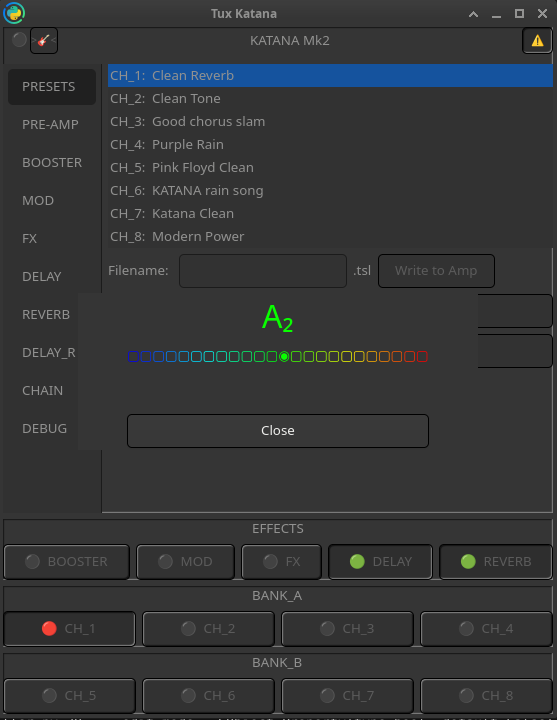 Tux Katana
KATANA Mk2
PRESETS
PRE-AMP
BOOSTER
MOD
FX
DELAY
REVERB
DELAY_R
CHAIN
DEBUG
CH_1: Clean Reverb
CH_2: Clean Tone
CH_3: Good chorus slam
CH_4: Purple Rain
CH_5: Pink Floyd Clean
CH_6: KATANA rain song
CH_7: Katana Clean
CH_8: Modern Power
Filename: .tsl Write to Amp
A₂
Close
EFFECTS
BOOSTER MOD FX DELAY REVERB
BANK_A
CH_1 CH_2 CH_3 CH_4
BANK_B
CH_5 CH_6 CH_7 CH_8